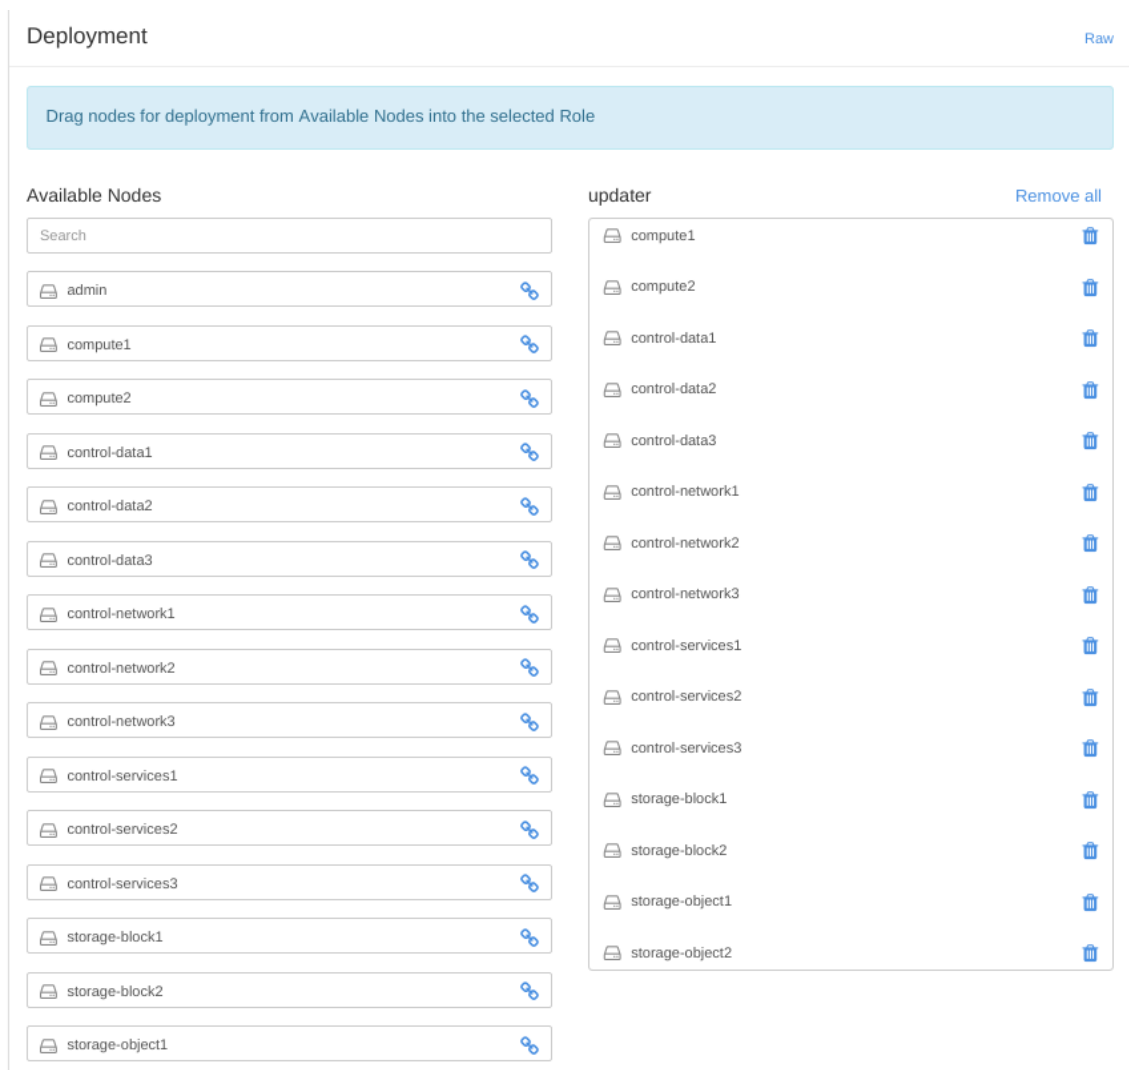 Deployment
Raw
Drag nodes for deployment from Available Nodes into the selected Role
Available Nodes
Search
admin
compute1
compute2
control-data1
control-data2
control-data3
control-network1
control-network2
control-network3
control-services1
control-services2
control-services3
storage-block1
storage-block2
storage-object1
updater
Remove all
compute1
compute2
control-data1
control-data2
control-data3
control-network1
control-network2
control-network3
control-services1
control-services2
control-services3
storage-block1
storage-block2
storage-object1
storage-object2